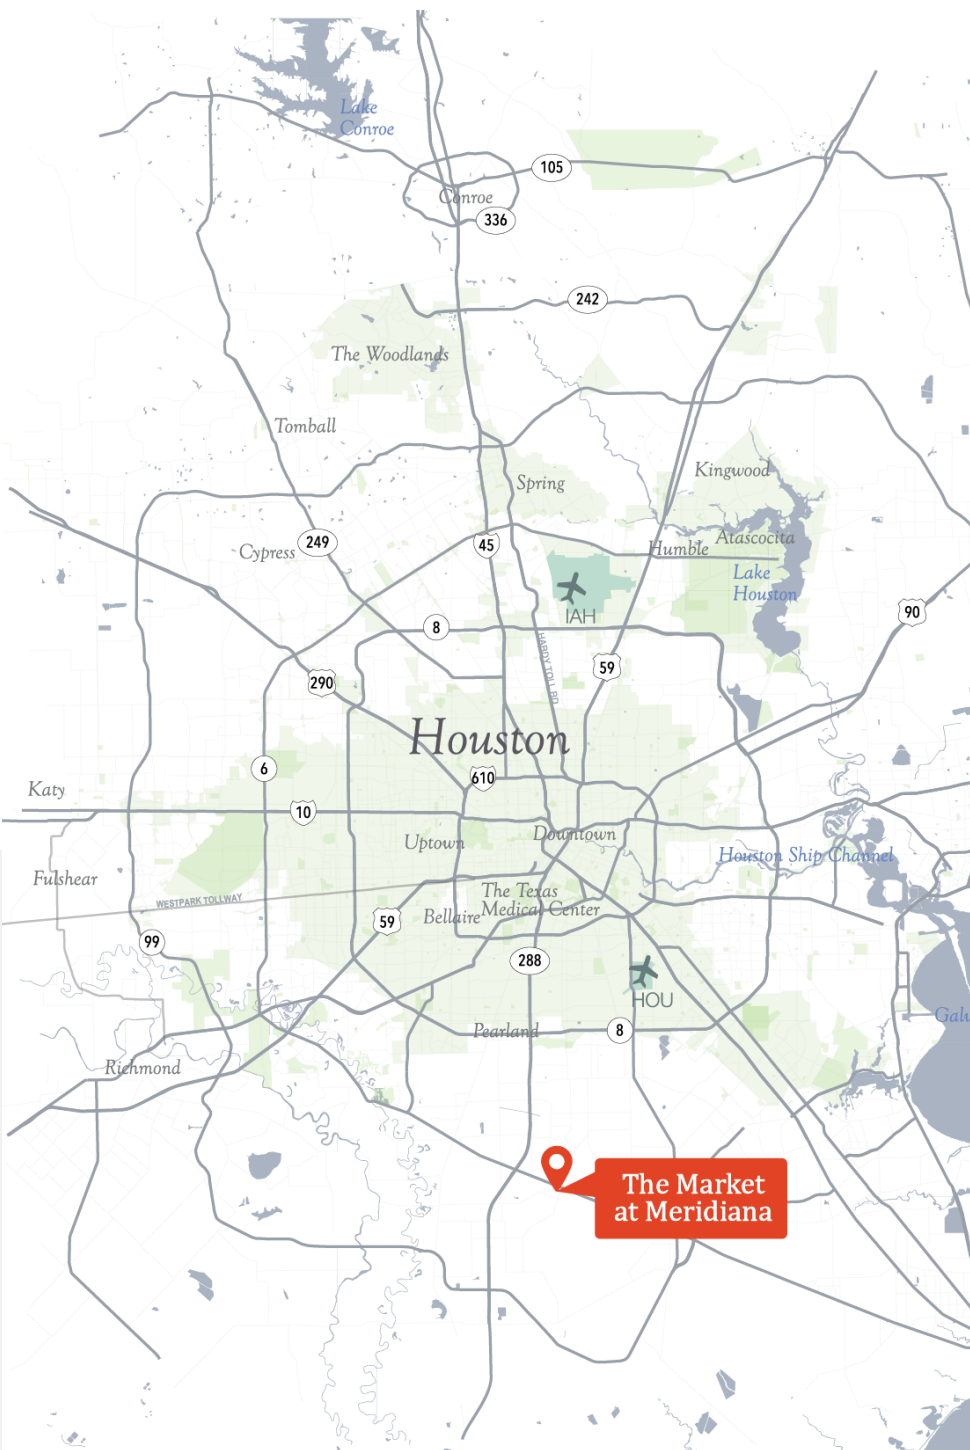 Lake
Conroe
105
Conroe
336
242
The Woodlands
Tomball
Kingwood
Spring
249
45
Cypress
Humble
Atascocita
Lake
Houston
IAH
90
8
HARDY TOLL RD
59
290
Houston
6
610
Katy
10
Uptown
Downtown
Houston Ship Channel
Fulshear
WESTPARK TOLLWAY
The Texas
Medical Center
Bellaire
59
99
288
HOU
Galv
Pearland
8
Richmond
The Market
at Meridiana